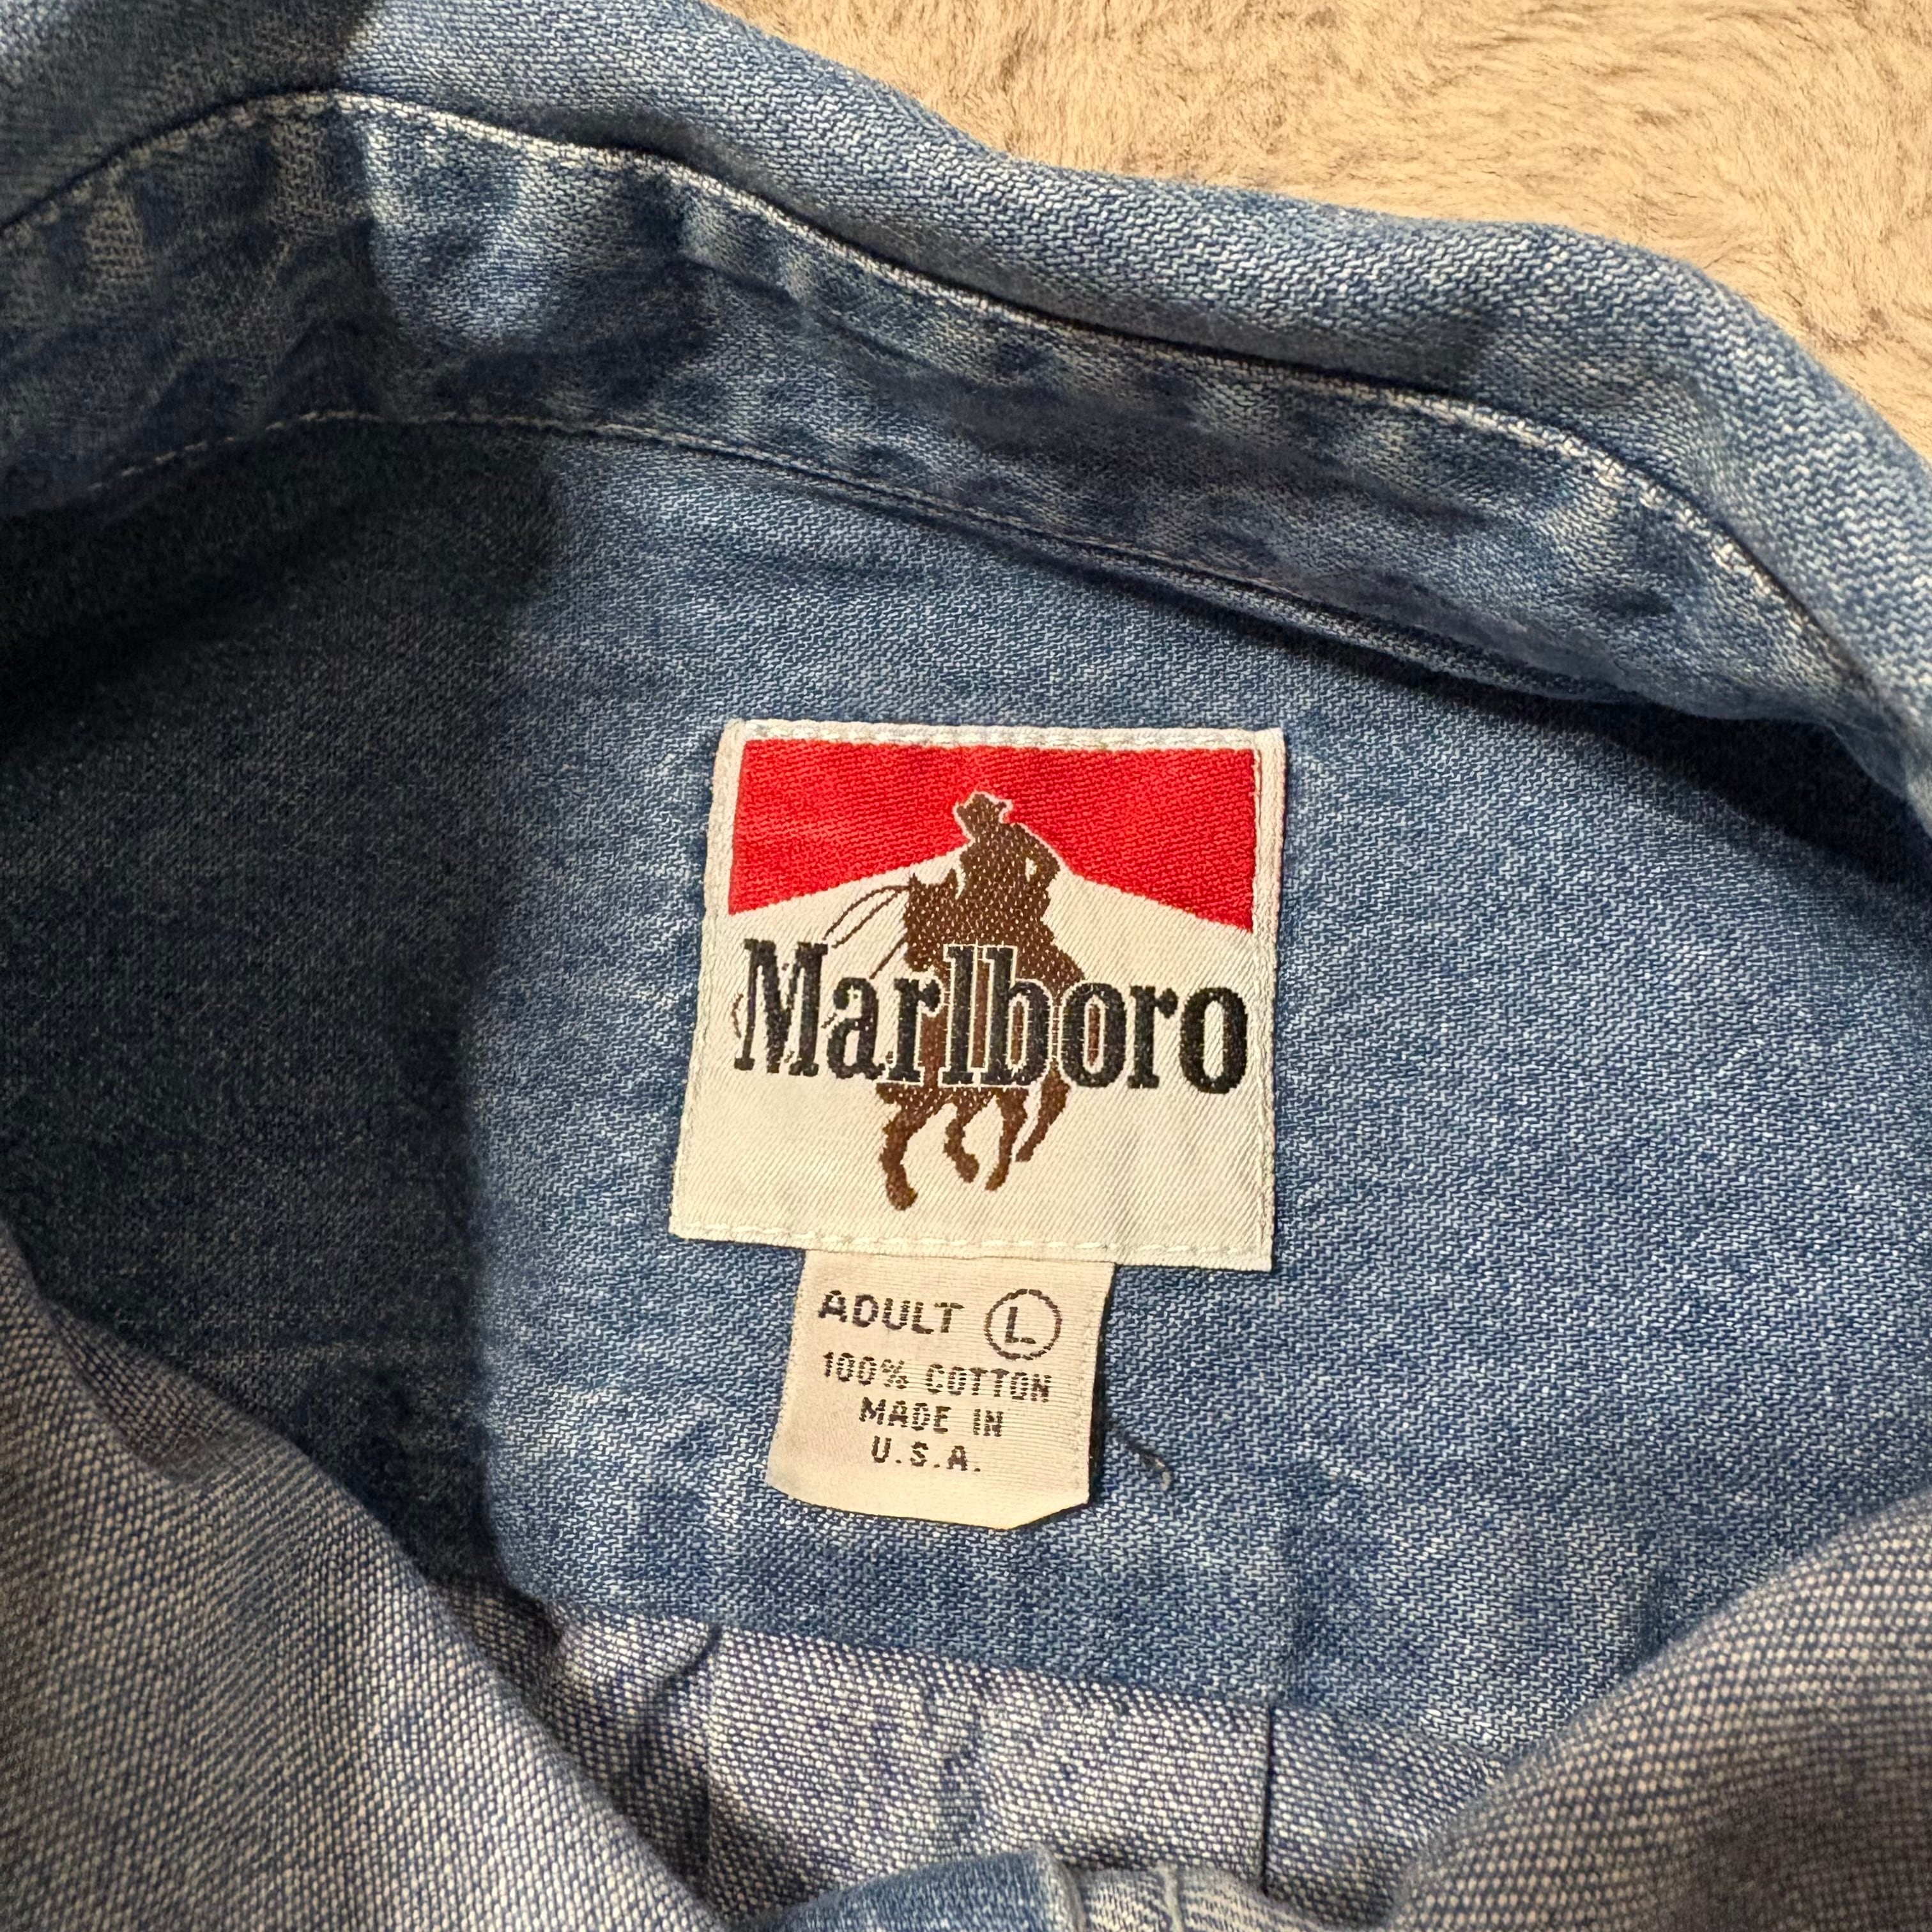 Marlboro
ADULT L
100% COTTON
MADE IN
U.S.A.